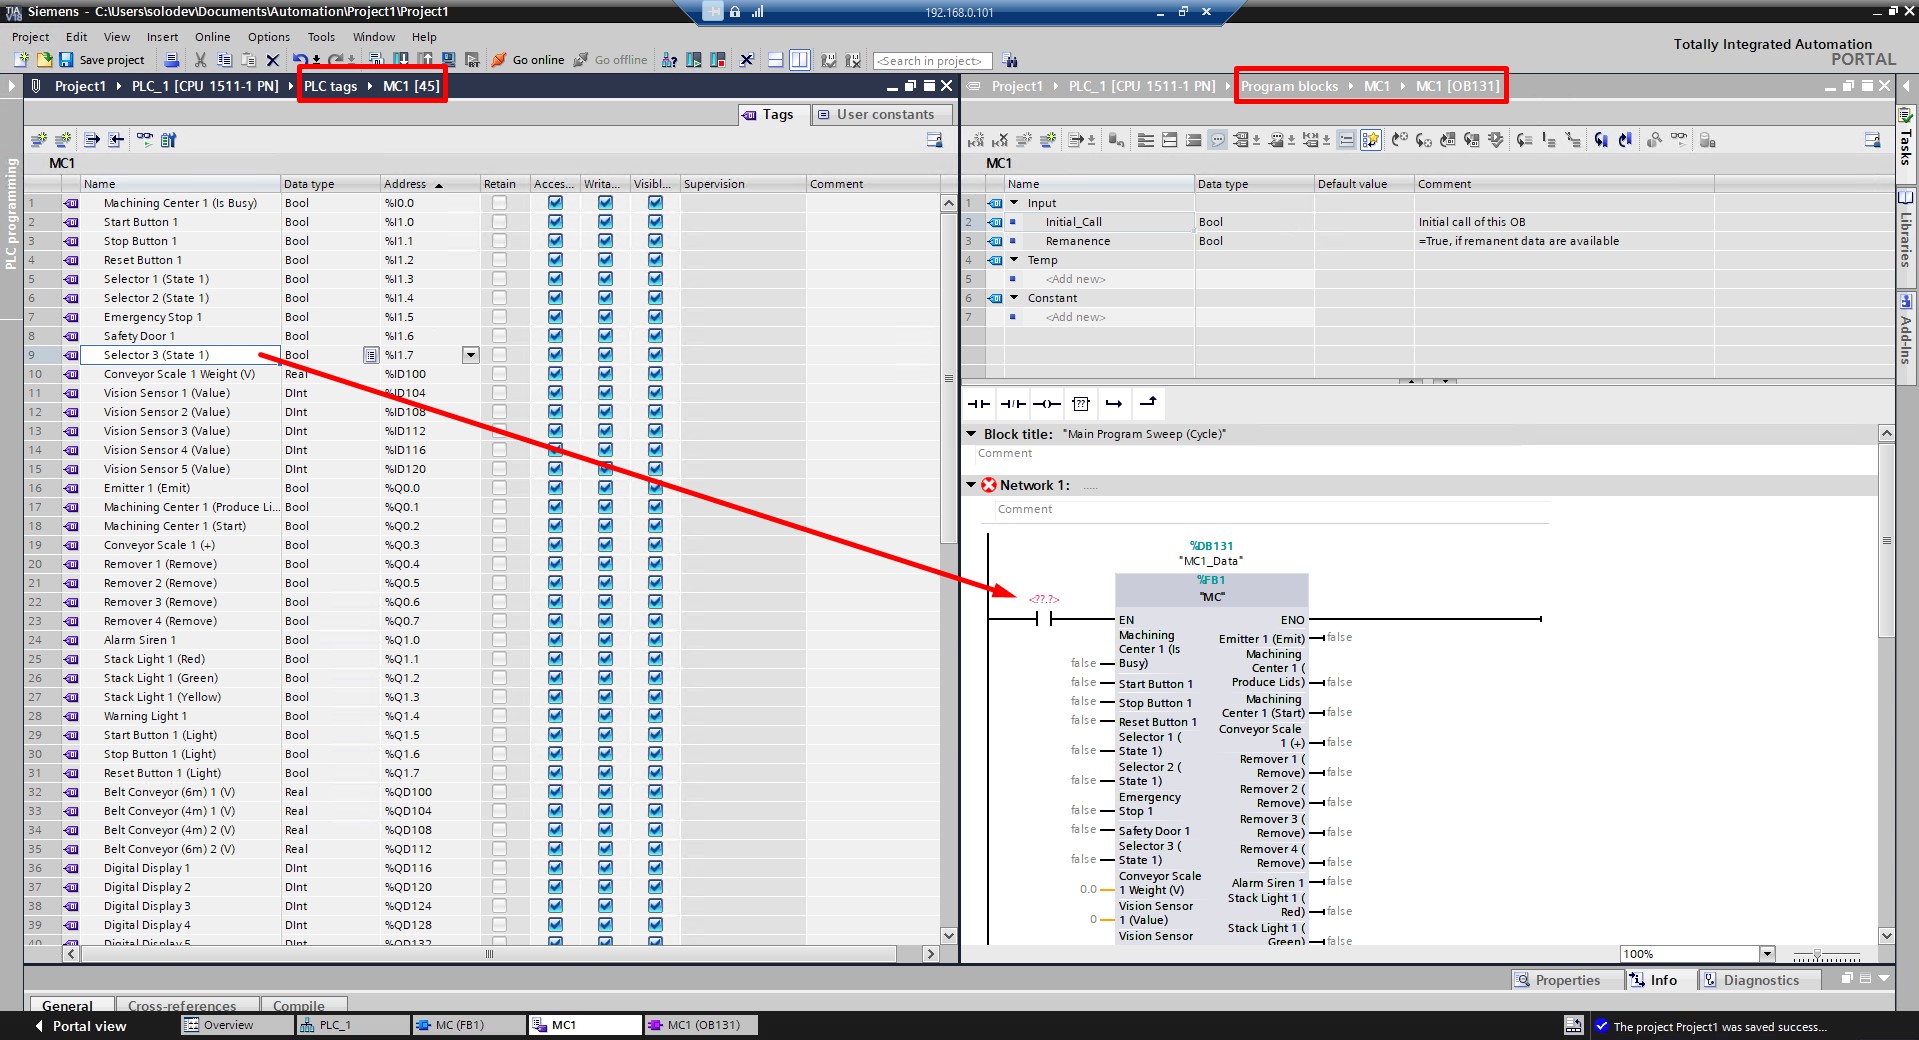 Siemens - C:\Users\solodev\Documents\Automation\Project1\Project1
192.168.0.101
Project Edit View Insert Online Options Tools Window Help
Save project
Go online
Go offline
<Search in project>
Totally Integrated Automation
PORTAL
Project1 PLC_1 [CPU 1511-1 PN] PLC tags MC1 [45]
Tags
User constants
PLC programming
MC1
Name Data type Address Retain Acces... Writa... Visibl... Supervision Comment
1 Machining Center 1 (Is Busy) Bool %I0.0
2 Start Button 1 Bool %I1.0
3 Stop Button 1 Bool %I1.1
4 Reset Button 1 Bool %I1.2
5 Selector 1 (State 1) Bool %I1.3
6 Selector 2 (State 1) Bool %I1.4
7 Emergency Stop 1 Bool %I1.5
8 Safety Door 1 Bool %I1.6
9 Selector 3 (State 1) Bool %I1.7
10 Conveyor Scale 1 Weight (V) Real %ID100
11 Vision Sensor 1 (Value) DInt %ID104
12 Vision Sensor 2 (Value) DInt %ID108
13 Vision Sensor 3 (Value) DInt %ID112
14 Vision Sensor 4 (Value) DInt %ID116
15 Vision Sensor 5 (Value) DInt %ID120
16 Emitter 1 (Emit) Bool %Q0.0
17 Machining Center 1 (Produce Li... Bool %Q0.1
18 Machining Center 1 (Start) Bool %Q0.2
19 Conveyor Scale 1 (+) Bool %Q0.3
20 Remover 1 (Remove) Bool %Q0.4
21 Remover 2 (Remove) Bool %Q0.5
22 Remover 3 (Remove) Bool %Q0.6
23 Remover 4 (Remove) Bool %Q0.7
24 Alarm Siren 1 Bool %Q1.0
25 Stack Light 1 (Red) Bool %Q1.1
26 Stack Light 1 (Green) Bool %Q1.2
27 Stack Light 1 (Yellow) Bool %Q1.3
28 Warning Light 1 Bool %Q1.4
29 Start Button 1 (Light) Bool %Q1.5
30 Stop Button 1 (Light) Bool %Q1.6
31 Reset Button 1 (Light) Bool %Q1.7
32 Belt Conveyor (6m) 1 (V) Real %QD100
33 Belt Conveyor (4m) 1 (V) Real %QD104
34 Belt Conveyor (4m) 2 (V) Real %QD108
35 Belt Conveyor (6m) 2 (V) Real %QD112
36 Digital Display 1 DInt %QD116
37 Digital Display 2 DInt %QD120
38 Digital Display 3 DInt %QD124
39 Digital Display 4 DInt %QD128
40 Digital Display 5 DInt %QD132
Project1 PLC_1 [CPU 1511-1 PN] Program blocks MC1 MC1 [OB131]
MC1
Name Data type Default value Comment
1 Input
2 Initial_Call Bool Initial call of this OB
3 Remanence Bool =True, if remanent data are available
4 Temp
5 <Add new>
6 Constant
7 <Add new>
Block title: "Main Program Sweep (Cycle)"
Comment
Network 1: .....
Comment
%DB131
"MC1_Data"
%FB1
"MC"
<??.?>
EN ENO
Machining
Center 1 (Is
false Busy)
false Start Button 1
false Stop Button 1
false Reset Button 1
Selector 1 (
false State 1)
Selector 2 (
false State 1)
Emergency
false Stop 1
false Safety Door 1
Selector 3 (
false State 1)
Conveyor Scale
0.0 1 Weight (V)
Vision Sensor
0 1 (Value)
Vision Sensor
Emitter 1 (Emit) false
Machining
Center 1 (
Produce Lids) false
Machining
Center 1 (Start) false
Conveyor Scale
1 (+) false
Remover 1 (
Remove) false
Remover 2 (
Remove) false
Remover 3 (
Remove) false
Remover 4 (
Remove) false
Alarm Siren 1 false
Stack Light 1 (
Red) false
Stack Light 1 (
Green) false
100%
Tasks
Libraries
Add-Ins
Properties Info Diagnostics
General Cross-references Compile
Portal view Overview PLC_1 MC (FB1) MC1 MC1 (OB131)
The project Project1 was saved success...